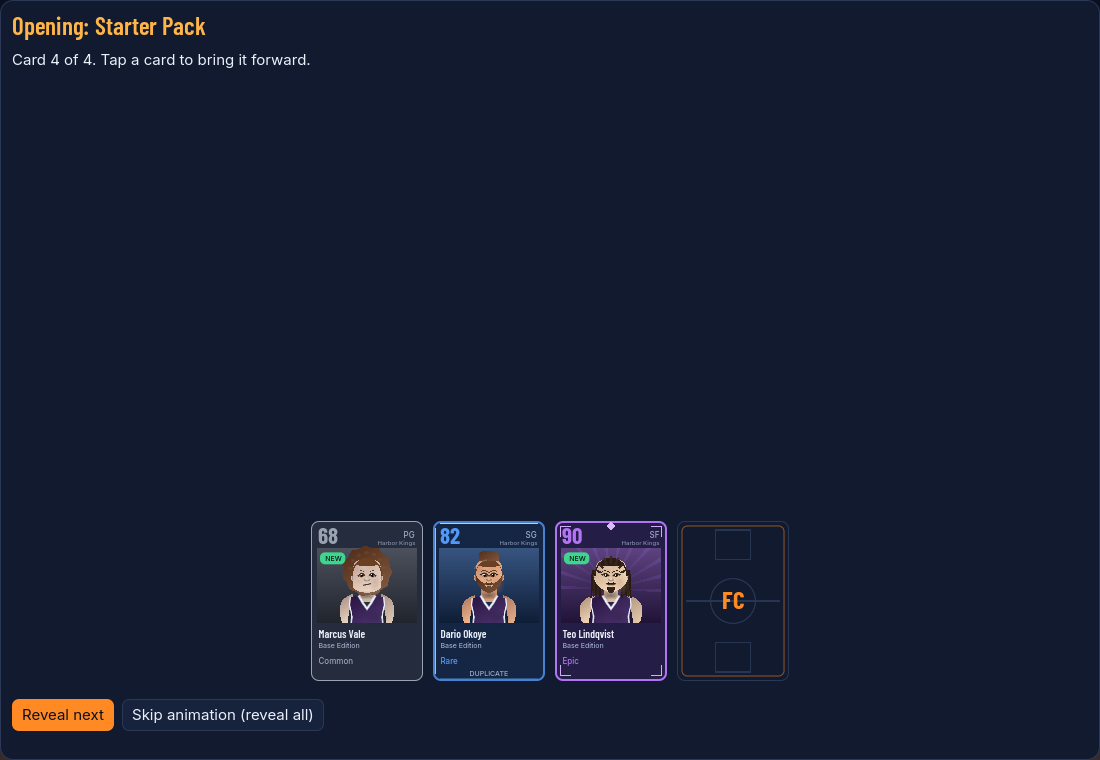 Opening: Starter Pack
Card 4 of 4. Tap a card to bring it forward.
68 PG
Harbor Kings
NEW
Marcus Vale
Base Edition
Common
82 SG
Harbor Kings
Dario Okoye
Base Edition
Rare
DUPLICATE
90 SF
Harbor Kings
NEW
Teo Lindqvist
Base Edition
Epic
FC
Reveal next
Skip animation (reveal all)